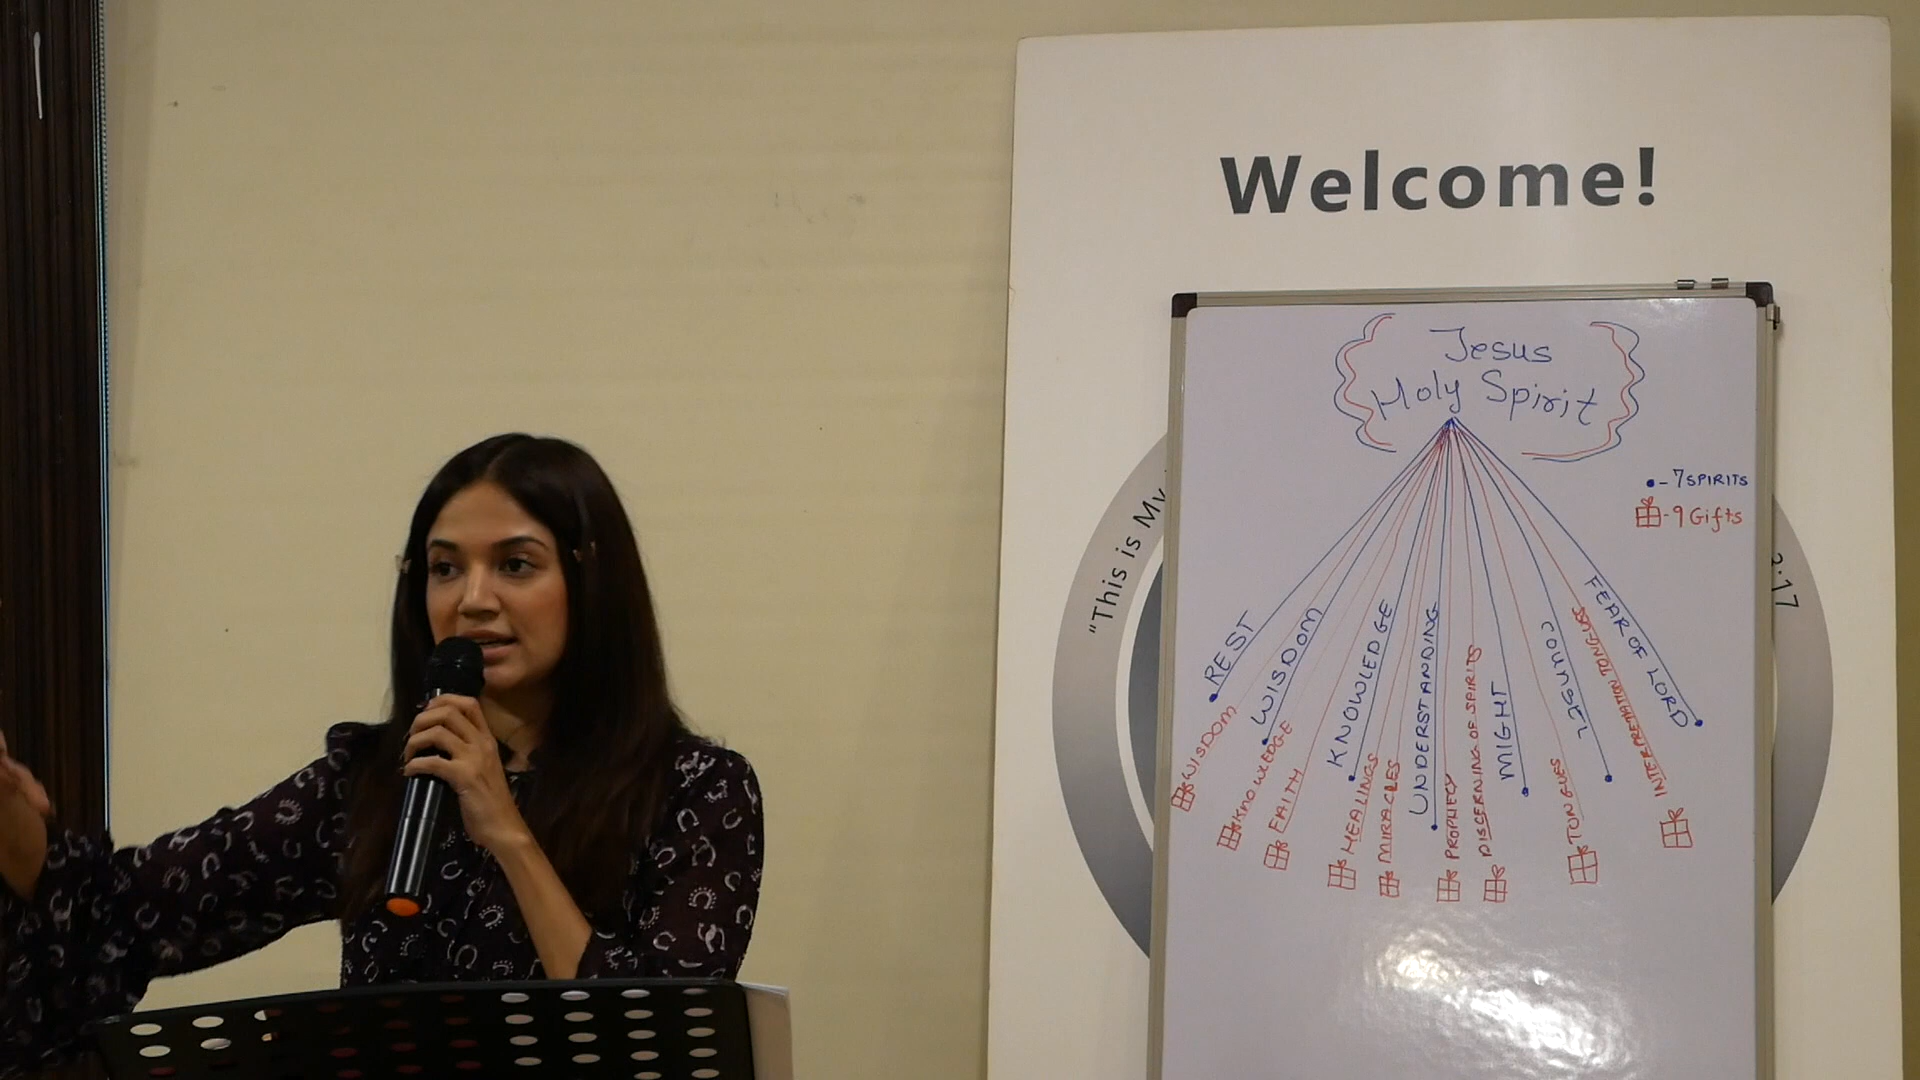 Welcome!
"This is My
3:17
Jesus
Holy Spirit
- 7 SPIRITS
- 9 Gifts
REST
WISDOM
KNOWLEDGE
UNDERSTANDING
MIGHT
COUNSEL
FEAR OF LORD
WISDOM
KNOWLEDGE
FAITH
HEALINGS
MIRACLES
PROPHECY
DISCERNING OF SPIRITS
TONGUES
INTERPRETATION TONGUES